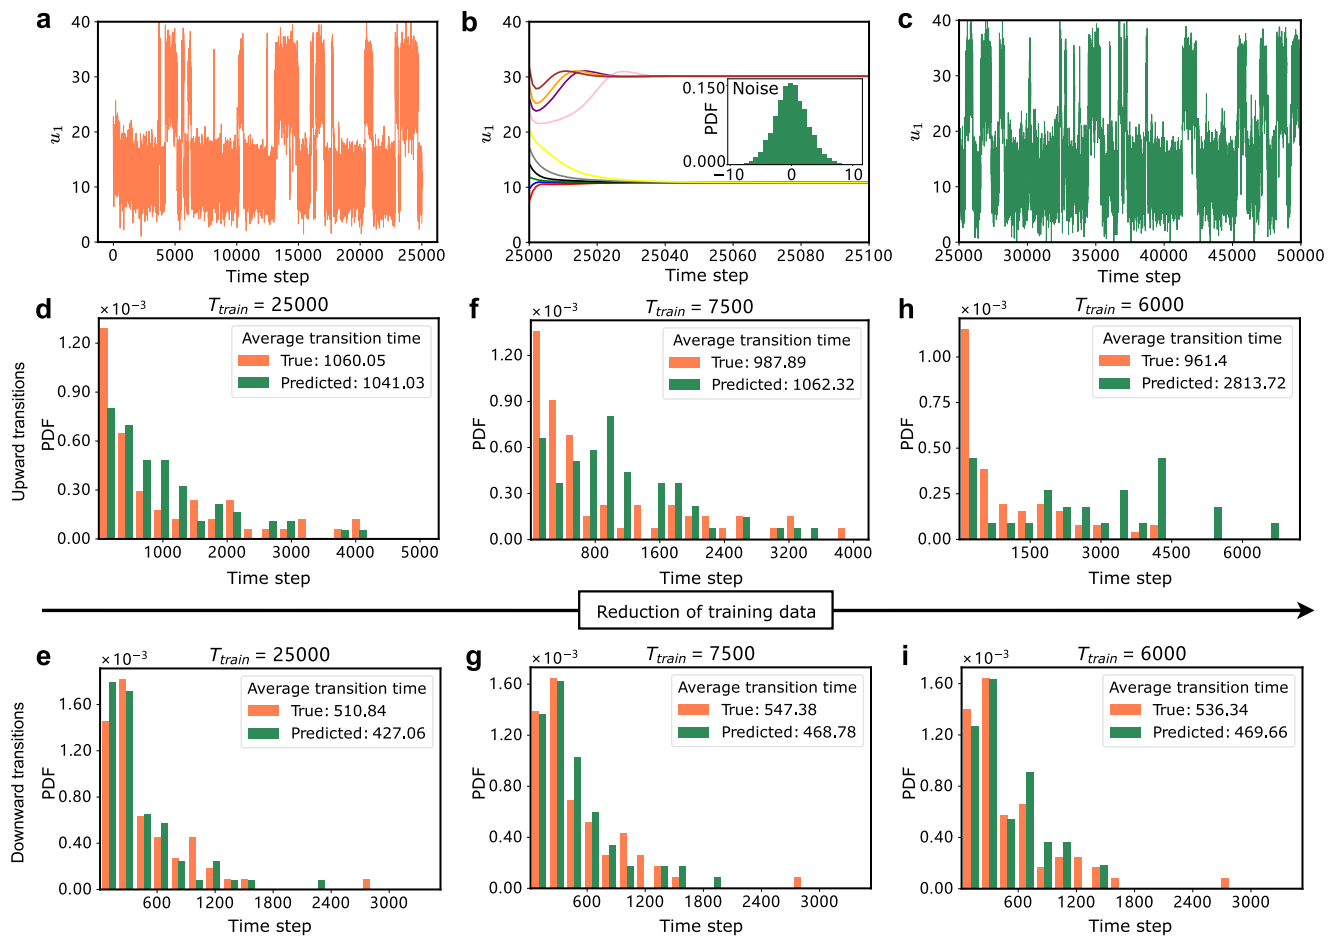 a
40
30
20
10
0
u₁
0 5000 10000 15000 20000 25000
Time step
b
40
30
20
10
0
u₁
25000 25020 25040 25060 25080 25100
Time step
Noise
PDF
0.150
0.000
−10 0 10
c
40
30
20
10
0
u₁
25000 30000 35000 40000 45000 50000
Time step
d
×10⁻³
T_train = 25000
Average transition time
True: 1060.05
Predicted: 1041.03
1.20
0.90
0.60
0.30
0.00
PDF
Upward transitions
1000 2000 3000 4000 5000
Time step
f
×10⁻³
T_train = 7500
Average transition time
True: 987.89
Predicted: 1062.32
1.20
0.90
0.60
0.30
0.00
PDF
800 1600 2400 3200 4000
Time step
h
×10⁻³
T_train = 6000
Average transition time
True: 961.4
Predicted: 2813.72
1.00
0.75
0.50
0.25
0.00
PDF
1500 3000 4500 6000
Time step
Reduction of training data
e
×10⁻³
T_train = 25000
Average transition time
True: 510.84
Predicted: 427.06
1.60
1.20
0.80
0.40
0.00
PDF
Downward transitions
600 1200 1800 2400 3000
Time step
g
×10⁻³
T_train = 7500
Average transition time
True: 547.38
Predicted: 468.78
1.60
1.20
0.80
0.40
0.00
PDF
600 1200 1800 2400 3000
Time step
i
×10⁻³
T_train = 6000
Average transition time
True: 536.34
Predicted: 469.66
1.60
1.20
0.80
0.40
0.00
PDF
600 1200 1800 2400 3000
Time step